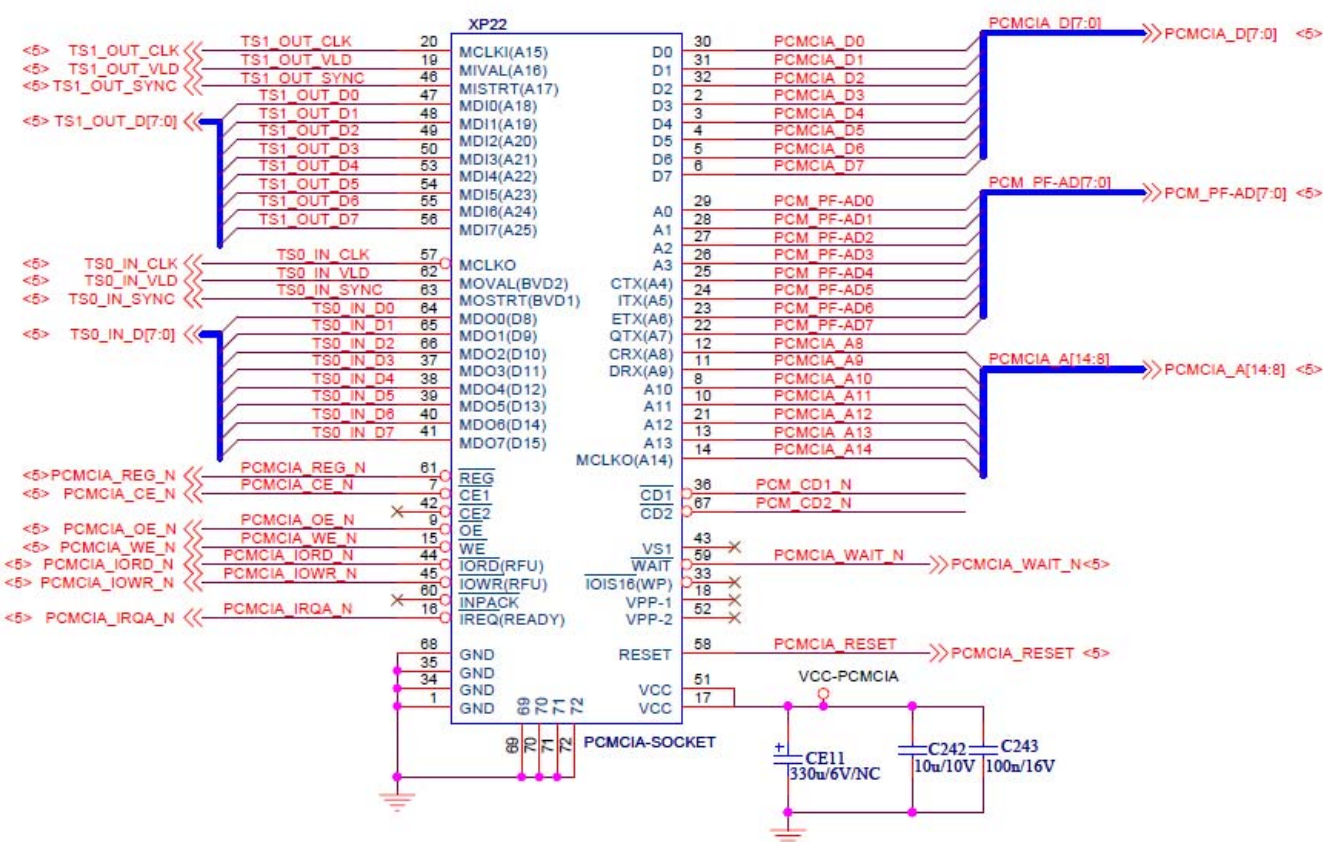 XP22
<5> TS1_OUT_CLK TS1_OUT_CLK 20 MCLKI(A15) D0 30 PCMCIA_D0 PCMCIA_D[7:0] PCMCIA_D[7:0] <5>
<5> TS1_OUT_VLD TS1_OUT_VLD 19 MIVAL(A16) D1 31 PCMCIA_D1
<5> TS1_OUT_SYNC TS1_OUT_SYNC 46 MISTRT(A17) D2 32 PCMCIA_D2
TS1_OUT_D0 47 MDI0(A18) D3 2 PCMCIA_D3
<5> TS1_OUT_D[7:0] TS1_OUT_D1 48 MDI1(A19) D4 3 PCMCIA_D4
TS1_OUT_D2 49 MDI2(A20) D5 4 PCMCIA_D5
TS1_OUT_D3 50 MDI3(A21) D6 5 PCMCIA_D6
TS1_OUT_D4 53 MDI4(A22) D7 6 PCMCIA_D7
TS1_OUT_D5 54 MDI5(A23)
TS1_OUT_D6 55 MDI6(A24) A0 29 PCM_PF-AD0 PCM_PF-AD[7:0] PCM_PF-AD[7:0] <5>
TS1_OUT_D7 56 MDI7(A25) A1 28 PCM_PF-AD1
A2 27 PCM_PF-AD2
<5> TS0_IN_CLK TS0_IN_CLK 57 MCLKO A3 26 PCM_PF-AD3
<5> TS0_IN_VLD TS0_IN_VLD 62 MOVAL(BVD2) CTX(A4) 25 PCM_PF-AD4
<5> TS0_IN_SYNC TS0_IN_SYNC 63 MOSTRT(BVD1) ITX(A5) 24 PCM_PF-AD5
TS0_IN_D0 64 MDO0(D8) ETX(A6) 23 PCM_PF-AD6
<5> TS0_IN_D[7:0] TS0_IN_D1 65 MDO1(D9) QTX(A7) 22 PCM_PF-AD7
TS0_IN_D2 66 MDO2(D10) CRX(A8) 12 PCMCIA_A8
TS0_IN_D3 37 MDO3(D11) DRX(A9) 11 PCMCIA_A9 PCMCIA_A[14:8] PCMCIA_A[14:8] <5>
TS0_IN_D4 38 MDO4(D12) A10 8 PCMCIA_A10
TS0_IN_D5 39 MDO5(D13) A11 10 PCMCIA_A11
TS0_IN_D6 40 MDO6(D14) A12 21 PCMCIA_A12
TS0_IN_D7 41 MDO7(D15) A13 13 PCMCIA_A13
MCLKO(A14) 14 PCMCIA_A14
<5>PCMCIA_REG_N PCMCIA_REG_N 61 REG
<5> PCMCIA_CE_N PCMCIA_CE_N 7 CE1 CD1 36 PCM_CD1_N
42 CE2 CD2 67 PCM_CD2_N
<5> PCMCIA_OE_N PCMCIA_OE_N 9 OE
<5> PCMCIA_WE_N PCMCIA_WE_N 15 WE VS1 43
<5> PCMCIA_IORD_N PCMCIA_IORD_N 44 IORD(RFU) WAIT 59 PCMCIA_WAIT_N PCMCIA_WAIT_N<5>
<5> PCMCIA_IOWR_N PCMCIA_IOWR_N 45 IOWR(RFU) IOIS16(WP) 33
60 INPACK VPP-1 18
<5> PCMCIA_IRQA_N PCMCIA_IRQA_N 16 IREQ(READY) VPP-2 52
68 GND RESET 58 PCMCIA_RESET PCMCIA_RESET <5>
35 GND
34 GND VCC 51 VCC-PCMCIA
1 GND VCC 17
69 70 71 72
69 70 71 72 PCMCIA-SOCKET
+ CE11 C242 C243
330u/6V/NC 10u/10V 100n/16V